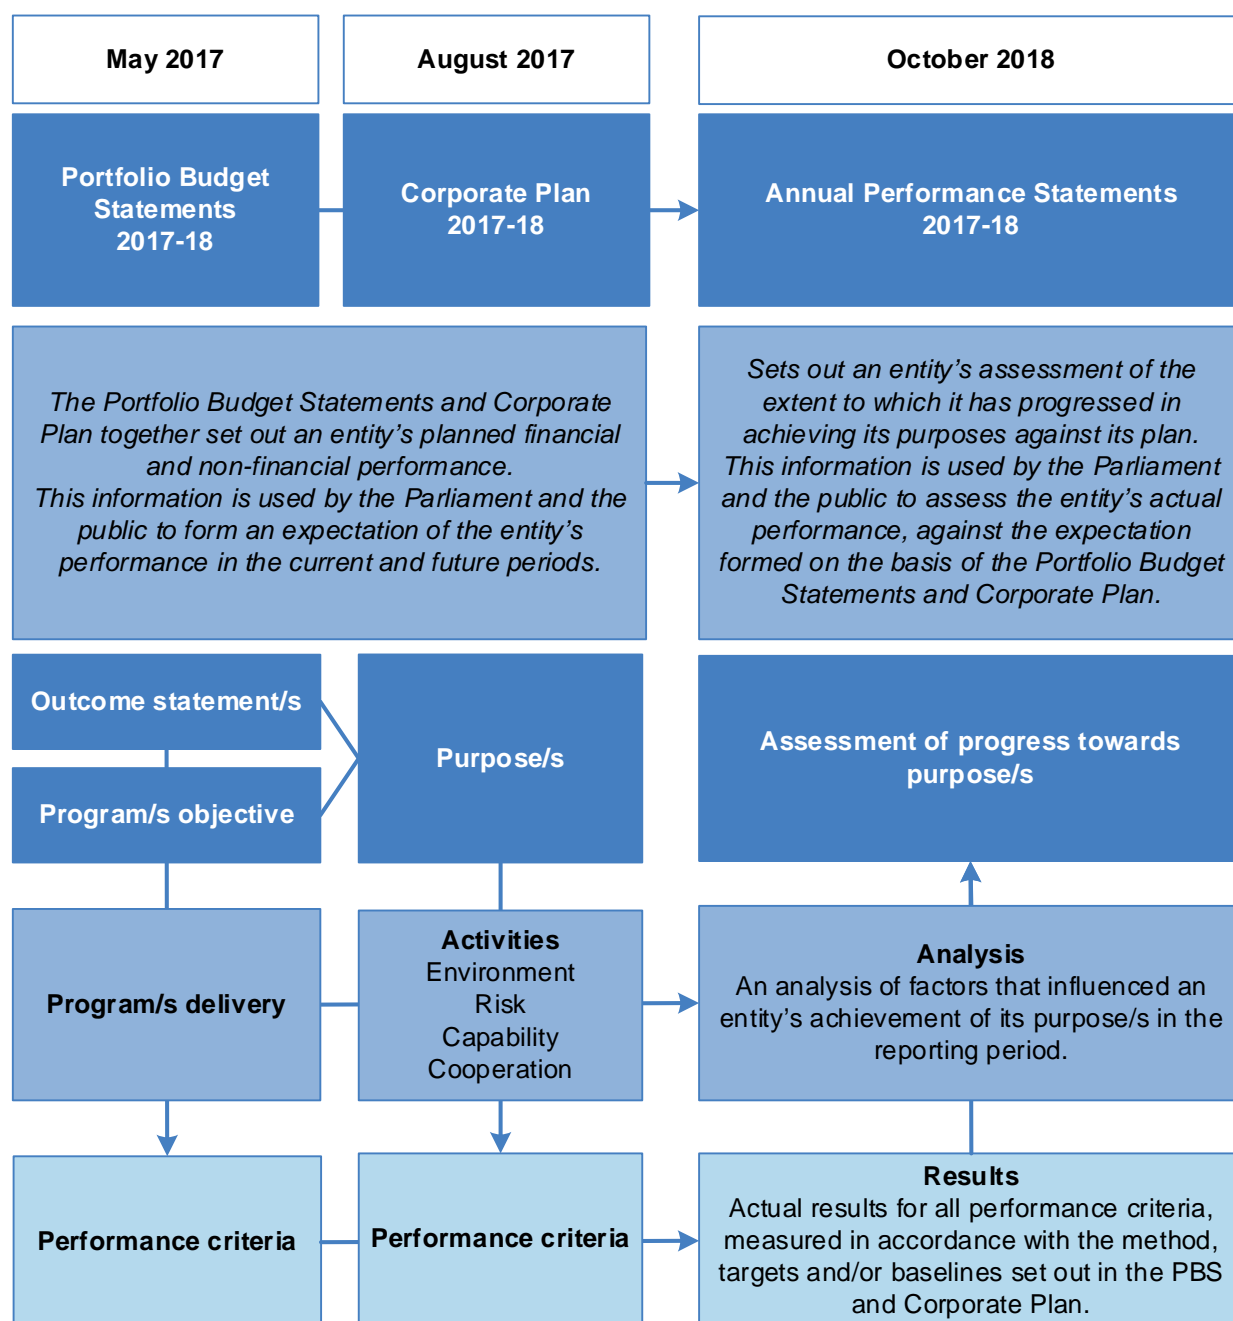 May 2017
August 2017
October 2018
Portfolio Budget
Statements
2017-18
Corporate Plan
2017-18
Annual Performance Statements
2017-18
The Portfolio Budget Statements and Corporate
Plan together set out an entity’s planned financial
and non-financial performance.
This information is used by the Parliament and the
public to form an expectation of the entity’s
performance in the current and future periods.
Sets out an entity’s assessment of the
extent to which it has progressed in
achieving its purposes against its plan.
This information is used by the Parliament
and the public to assess the entity’s actual
performance, against the expectation
formed on the basis of the Portfolio Budget
Statements and Corporate Plan.
Outcome statement/s
Program/s objective
Purpose/s
Assessment of progress towards
purpose/s
Program/s delivery
Activities
Environment
Risk
Capability
Cooperation
Analysis
An analysis of factors that influenced an
entity’s achievement of its purpose/s in the
reporting period.
Performance criteria
Performance criteria
Results
Actual results for all performance criteria,
measured in accordance with the method,
targets and/or baselines set out in the PBS
and Corporate Plan.